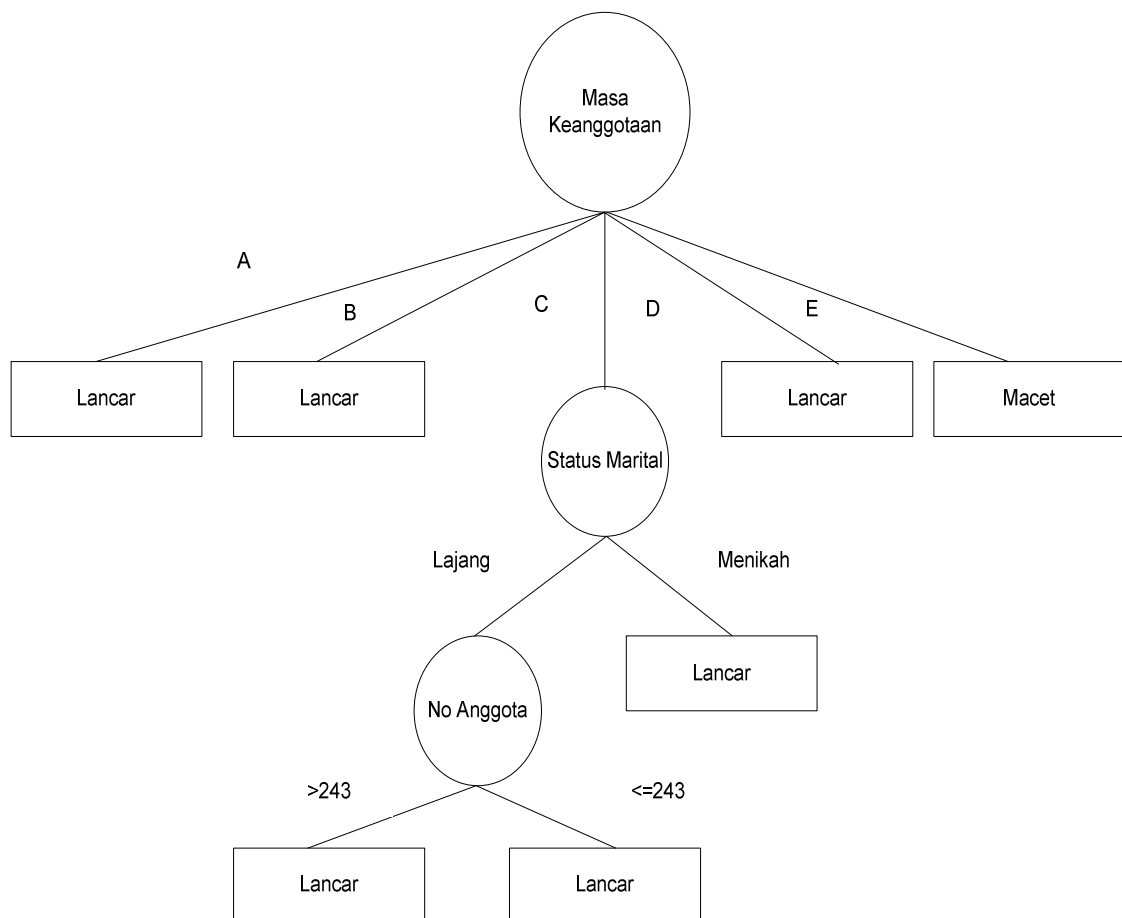 Masa
Keanggotaan
A
B
C
D
E
Lancar
Lancar
Lancar
Macet
Status Marital
Lajang
Menikah
Lancar
No Anggota
>243
<=243
Lancar
Lancar